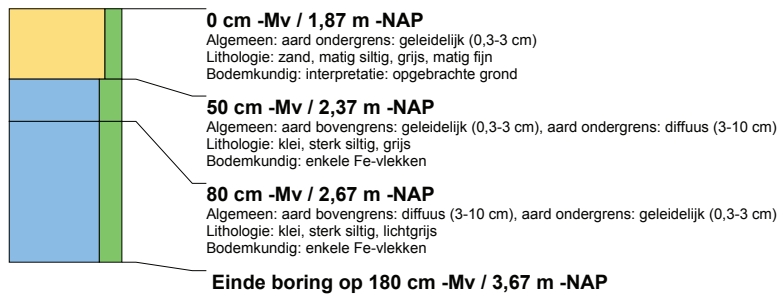 0 cm -Mv / 1,87 m -NAP
Algemeen: aard ondergrens: geleidelijk (0,3-3 cm)
Lithologie: zand, matig siltig, grijs, matig fijn
Bodemkundig: interpretatie: opgebrachte grond
50 cm -Mv / 2,37 m -NAP
Algemeen: aard bovengrens: geleidelijk (0,3-3 cm), aard ondergrens: diffuus (3-10 cm)
Lithologie: klei, sterk siltig, grijs
Bodemkundig: enkele Fe-vlekken
80 cm -Mv / 2,67 m -NAP
Algemeen: aard bovengrens: diffuus (3-10 cm), aard ondergrens: geleidelijk (0,3-3 cm)
Lithologie: klei, sterk siltig, lichtgrijs
Bodemkundig: enkele Fe-vlekken
Einde boring op 180 cm -Mv / 3,67 m -NAP